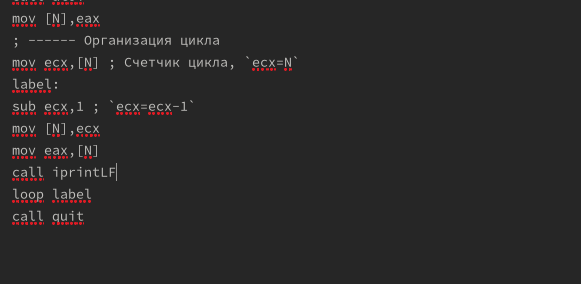 mov [N],eax
; ------ Организация цикла
mov ecx,[N] ; Счетчик цикла, `ecx=N`
label:
sub ecx,1 ; `ecx=ecx-1`
mov [N],ecx
mov eax,[N]
call iprintLF
loop label
call quit